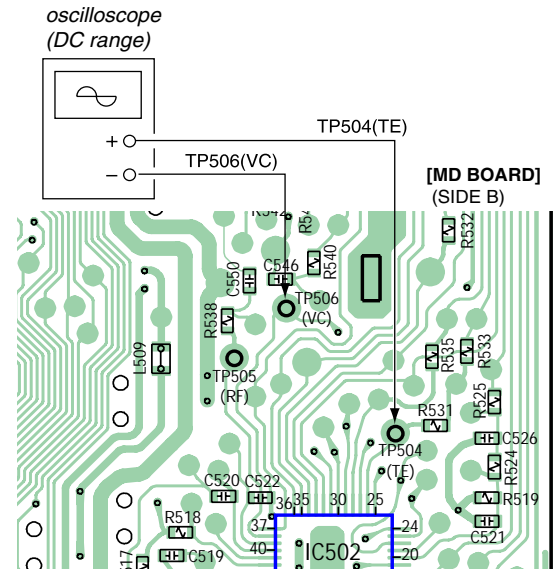 oscilloscope
(DC range)
+
TP504(TE)
−
TP506(VC)
[MD BOARD]
(SIDE B)
R532
C550
C546
R540
TP506
(VC)
R538
L509
TP505
(RF)
R535
R533
R525
R531
TP504
(TE)
C526
R524
C520
C522
R519
36
35
30
25
C521
R518
37
24
C519
40
IC502
20